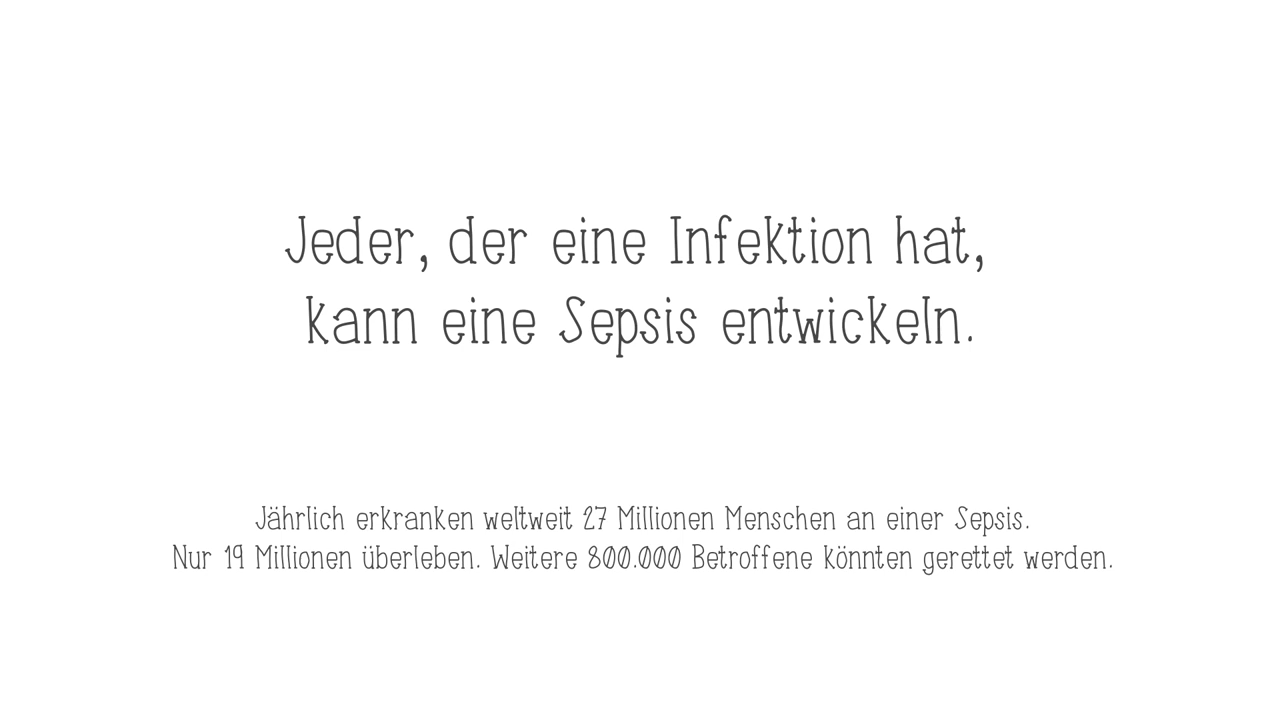 Jeder, der eine Infektion hat,
kann eine Sepsis entwickeln.
Jährlich erkranken weltweit 27 Millionen Menschen an einer Sepsis.
Nur 19 Millionen überleben. Weitere 800.000 Betroffene könnten gerettet werden.